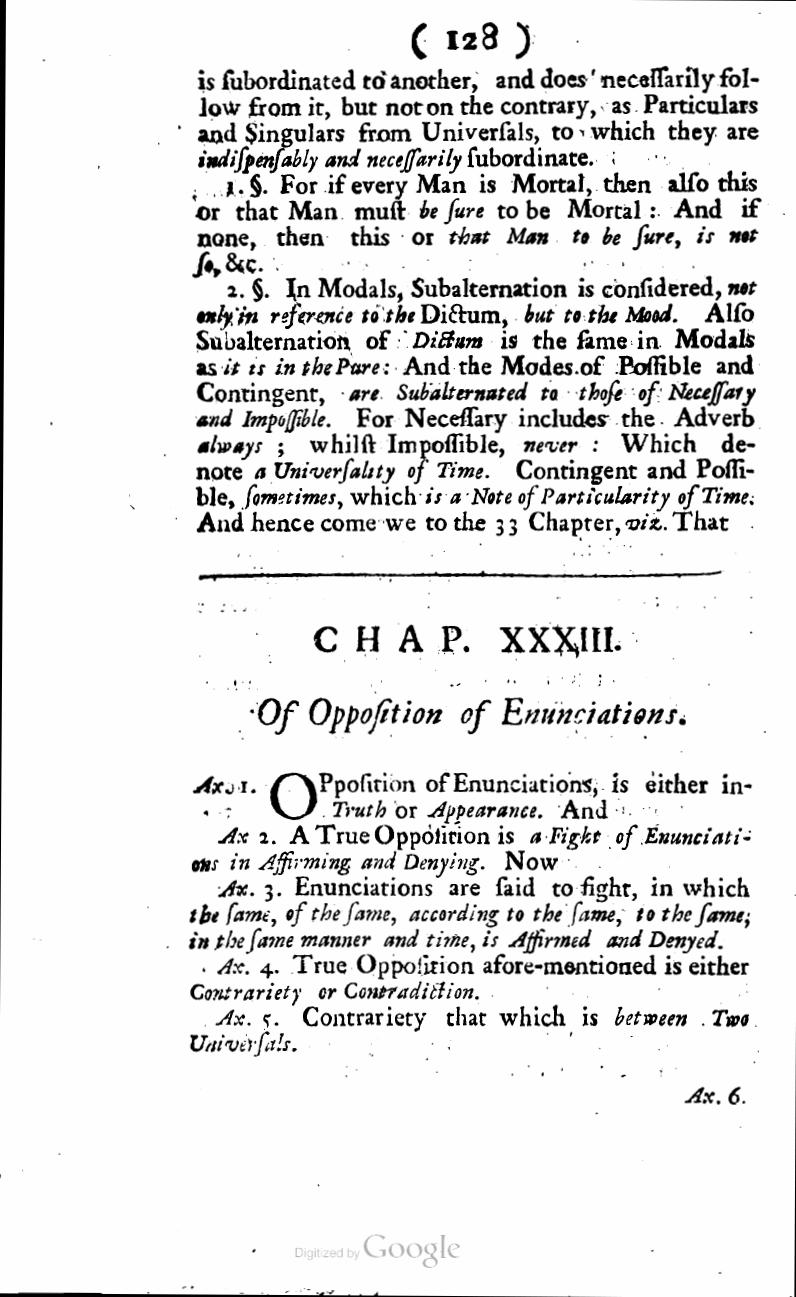 ( 128 )
is ſubordinated to another, and does neceſſarily fol-
low from it, but not on the contrary, as Particulars
and Singulars from Univerſals, to which they are
indiſpenſably and neceſſarily ſubordinate.
1. §. For if every Man is Mortal, then alſo this
or that Man muſt be ſure to be Mortal : And if
none, then this or that Man to be ſure, is not
ſo, &c.
2. §. In Modals, Subalternation is conſidered, not
only in reference to the Dictum, but to the Mood. Alſo
Subalternation of Dictum is the ſame in Modals
as it is in the Pure: And the Modes of Poſſible and
Contingent, are Subalternated to thoſe of Neceſſary
and Impoſſible. For Neceſſary includes the Adverb
always ; whilſt Impoſſible, never : Which de-
note a Univerſality of Time. Contingent and Poſſi-
ble, ſometimes, which is a Note of Particularity of Time.
And hence come we to the 33 Chapter, viz. That
CHAP. XXXIII.
Of Oppoſition of Enunciations.
Ax. 1. OPpoſition of Enunciations, is either in
Truth or Appearance. And
Ax 2. A True Oppoſition is a Fight of Enunciati-
ons in Affirming and Denying. Now
Ax. 3. Enunciations are ſaid to fight, in which
the ſame, of the ſame, according to the ſame, to the ſame;
in the ſame manner and time, is Affirmed and Denyed.
Ax. 4. True Oppoſition afore-mentioned is either
Contrariety or Contradiction.
Ax. 5. Contrariety that which is between Two
Univerſals.
Ax. 6.
Digitized by Google